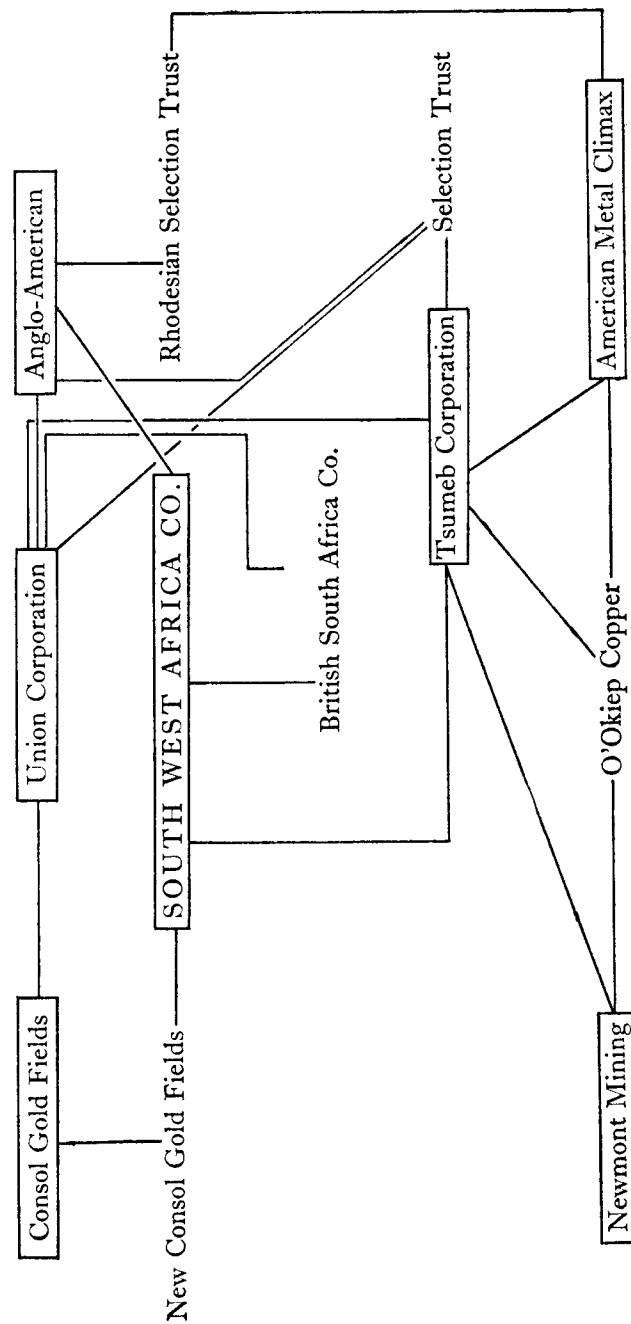 Consol Gold Fields
Union Corporation
Anglo-American
New Consol Gold Fields
SOUTH WEST AFRICA CO.
Rhodesian Selection Trust
British South Africa Co.
Tsumeb Corporation
Selection Trust
Newmont Mining
O'Okiep Copper
American Metal Climax